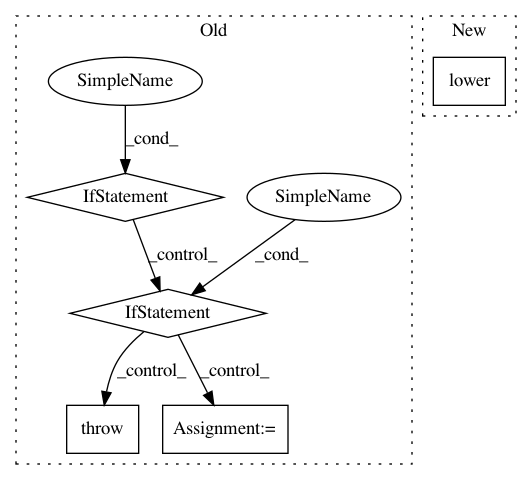 Old
New
SimpleName
lower
_cond_
IfStatement
SimpleName
_control_
_cond_
IfStatement
_control_
_control_
throw
Assignment:=